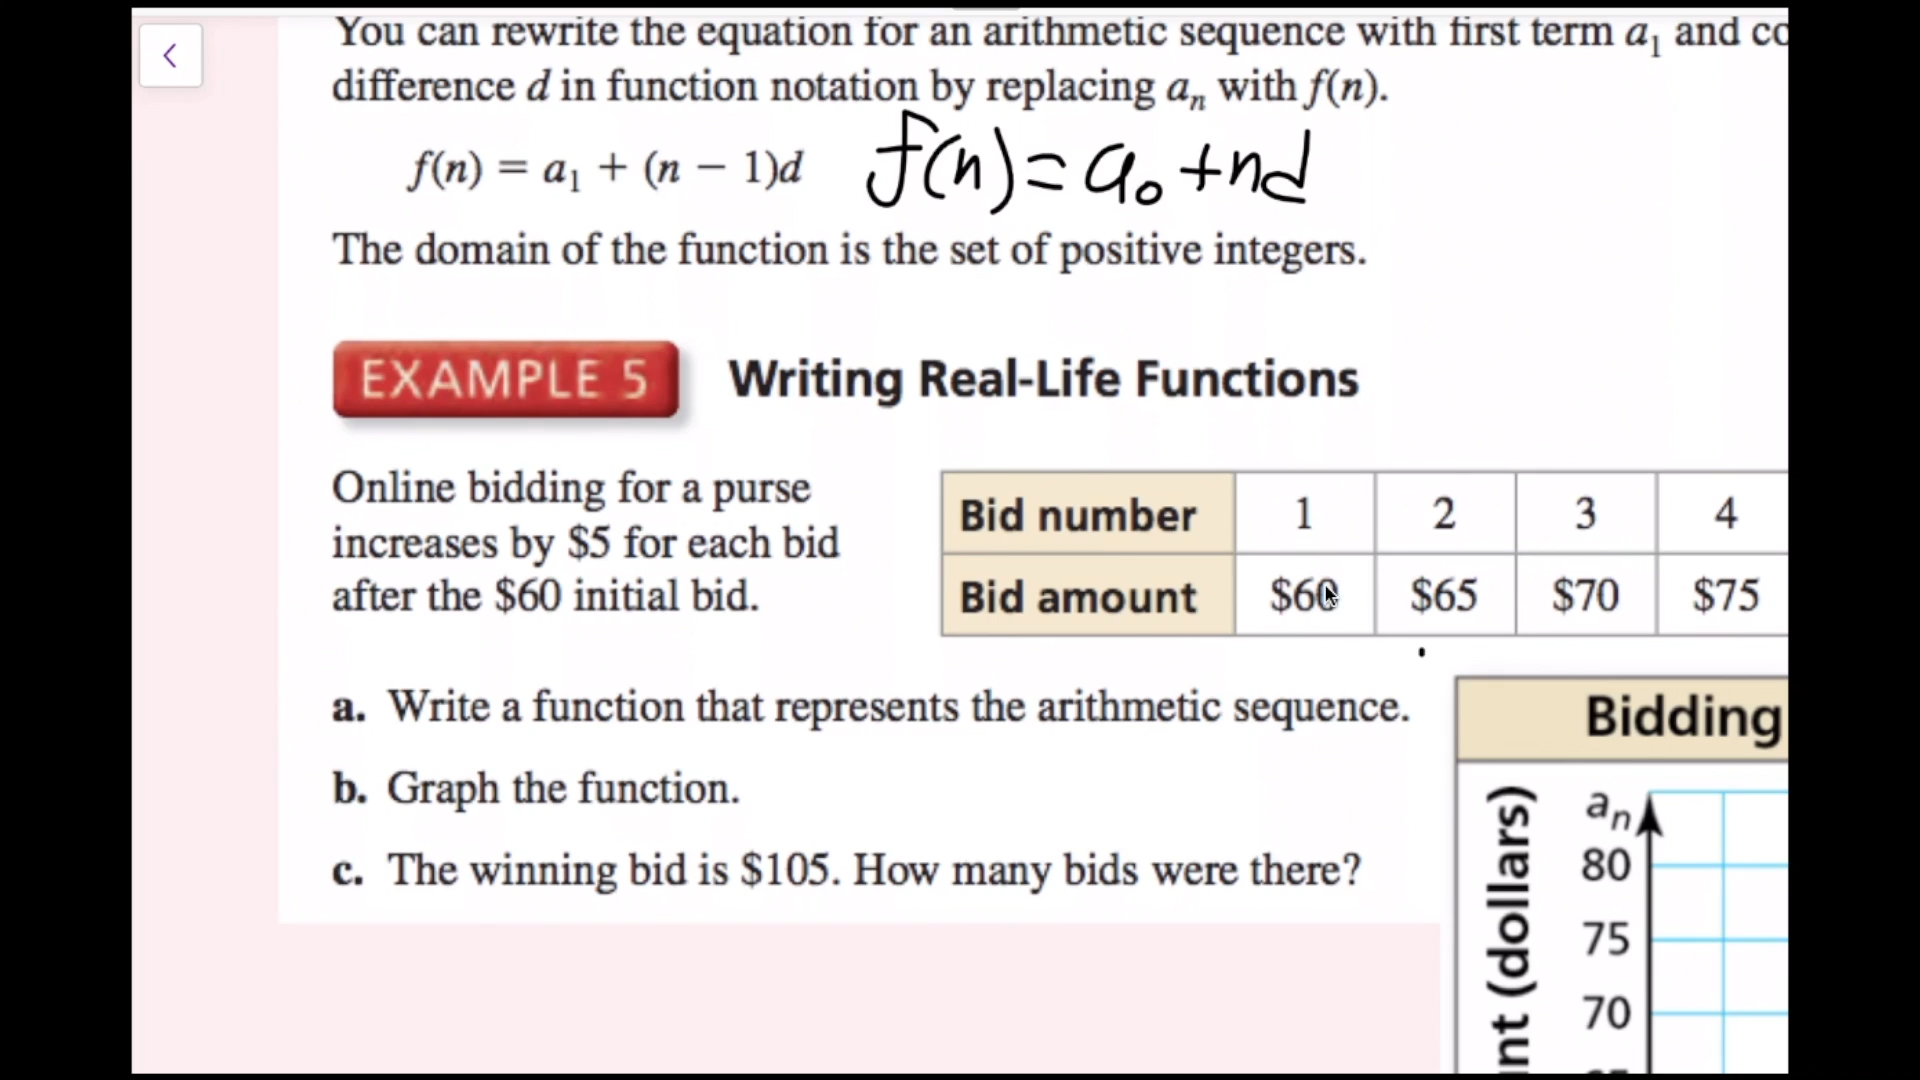 You can rewrite the equation for an arithmetic sequence with first term a₁ and
difference d in function notation by replacing aₙ with f(n).
f(n) = a₁ + (n − 1)d f(n) = a₀ + nd
The domain of the function is the set of positive integers.
EXAMPLE 5 Writing Real-Life Functions
Online bidding for a purse
increases by $5 for each bid
after the $60 initial bid.
Bid number 1 2 3 4
Bid amount $60 $65 $70 $75
a. Write a function that represents the arithmetic sequence.
b. Graph the function.
c. The winning bid is $105. How many bids were there?
Bidding
(dollars)
aₙ
80
75
70